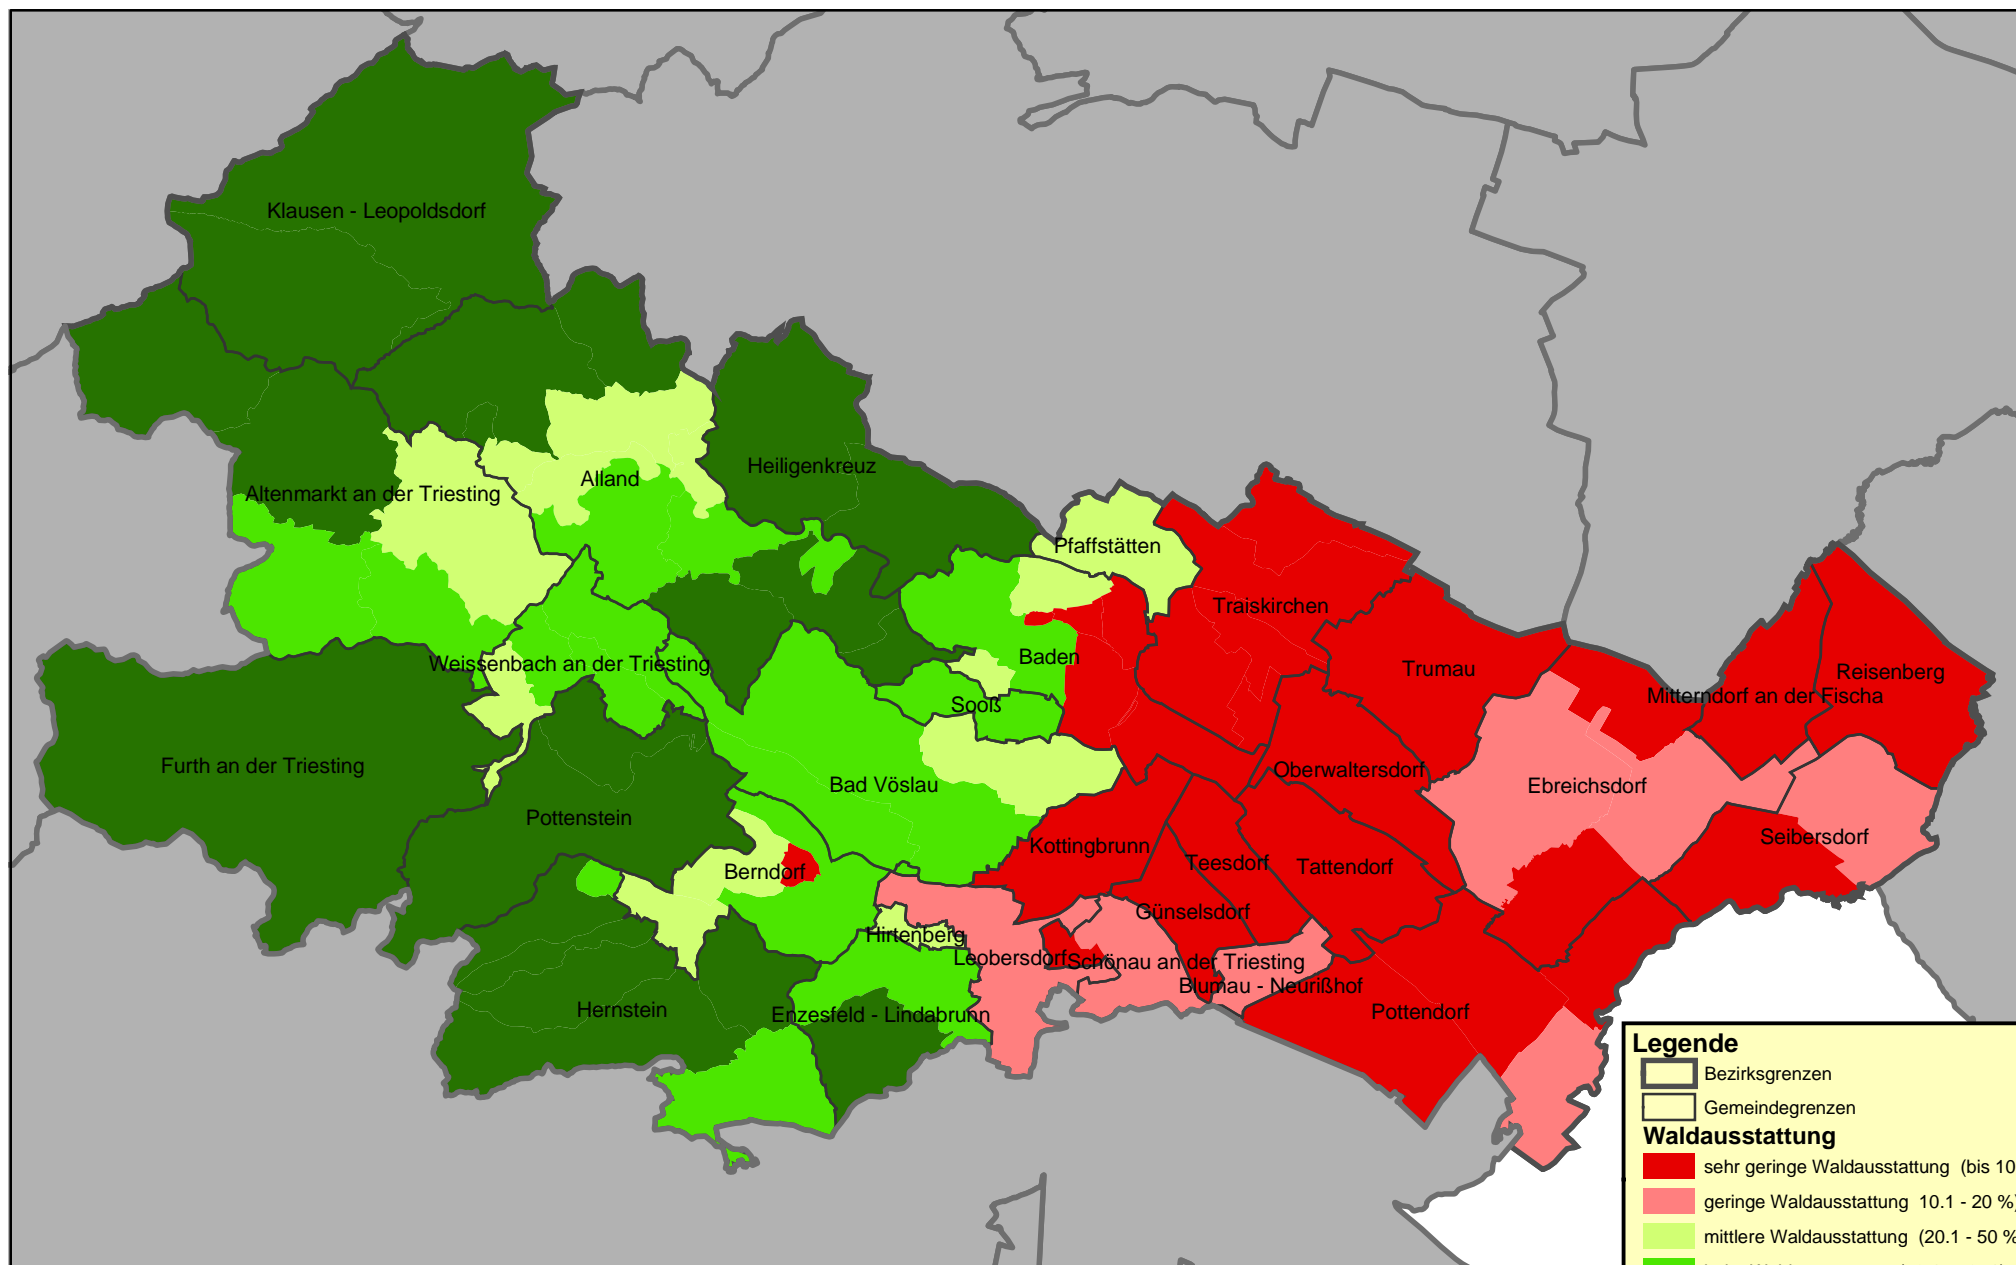 Klausen - Leopoldsdorf
Heiligenkreuz
Alland
Altenmarkt an der Triesting
Pfaffstätten
Traiskirchen
Weissenbach an der Triesting
Baden
Trumau
Reisenberg
Mitterndorf an der Fischa
Sooß
Furth an der Triesting
Oberwaltersdorf
Bad Vöslau
Ebreichsdorf
Pottenstein
Seibersdorf
Kottingbrunn
Teesdorf
Tattendorf
Berndorf
Günselsdorf
Hirtenberg
Leobersdorf
Schönau an der Triesting
Blumau - Neurißhof
Hernstein
Enzesfeld - Lindabrunn
Pottendorf
Legende
Bezirksgrenzen
Gemeindegrenzen
Waldausstattung
sehr geringe Waldausstattung (bis 10
geringe Waldausstattung 10.1 - 20 %)
mittlere Waldausstattung (20.1 - 50 %